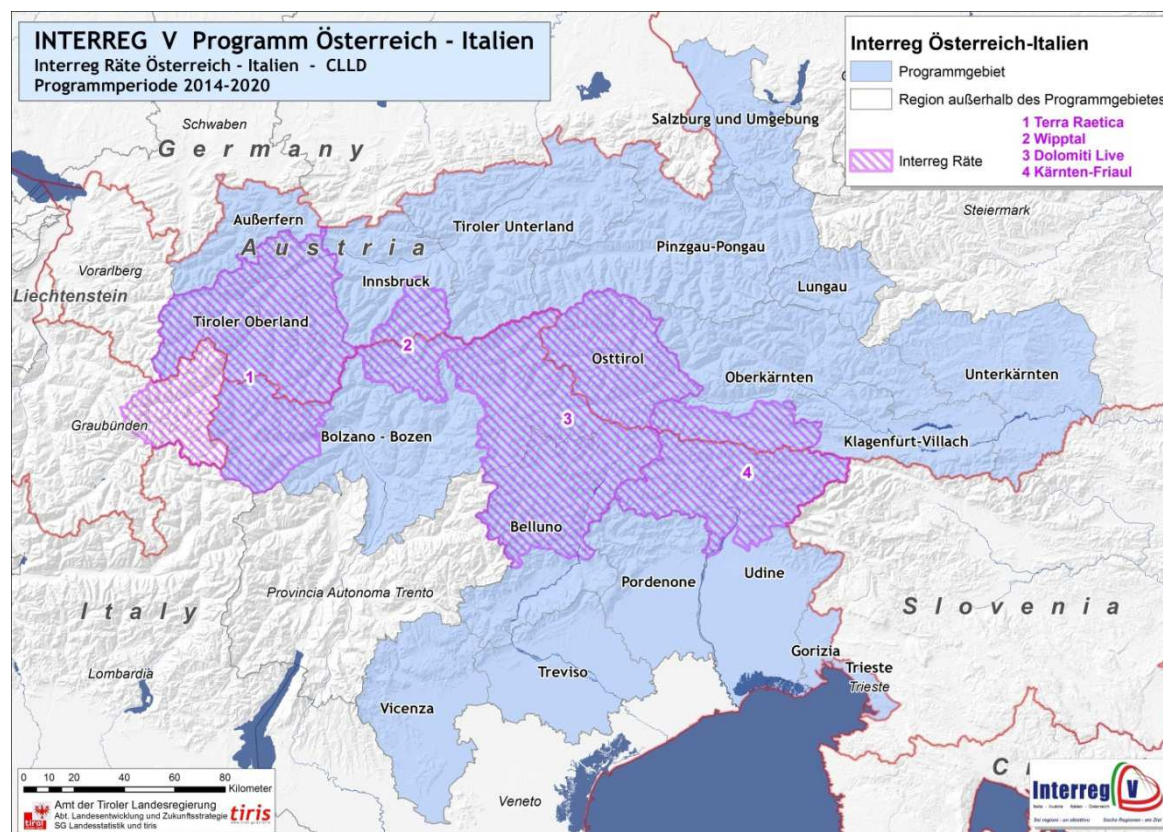 INTERREG V Programm Österreich - Italien
Interreg Räte Österreich - Italien - CLLD
Programmperiode 2014-2020
Interreg Österreich-Italien
Programmgebiet
Region außerhalb des Programmgebietes
1 Terra Raetica
2 Wipptal
3 Dolomiti Live
4 Kärnten-Friaul
Interreg Räte
Schwaben
Germany
Salzburg und Umgebung
Steiermark
Außerfern
Tiroler Unterland
Austria
Pinzgau-Pongau
Vorarlberg
Liechtenstein
Innsbruck
Lungau
Tiroler Oberland
2
Osttirol
Oberkärnten
Unterkärnten
1
3
Graubünden
Bolzano - Bozen
Klagenfurt-Villach
4
Belluno
Provincia Autonoma Trento
Pordenone
Udine
Italy
Slovenia
Lombardia
Gorizia
Treviso
Trieste
Trieste
Vicenza
Veneto
C
0 10 20 40 60 80
Kilometer
Amt der Tiroler Landesregierung
Abt. Landesentwicklung und Zukunftsstrategie
SG Landesstatistik und tiris
tirol
tiris
Interreg V